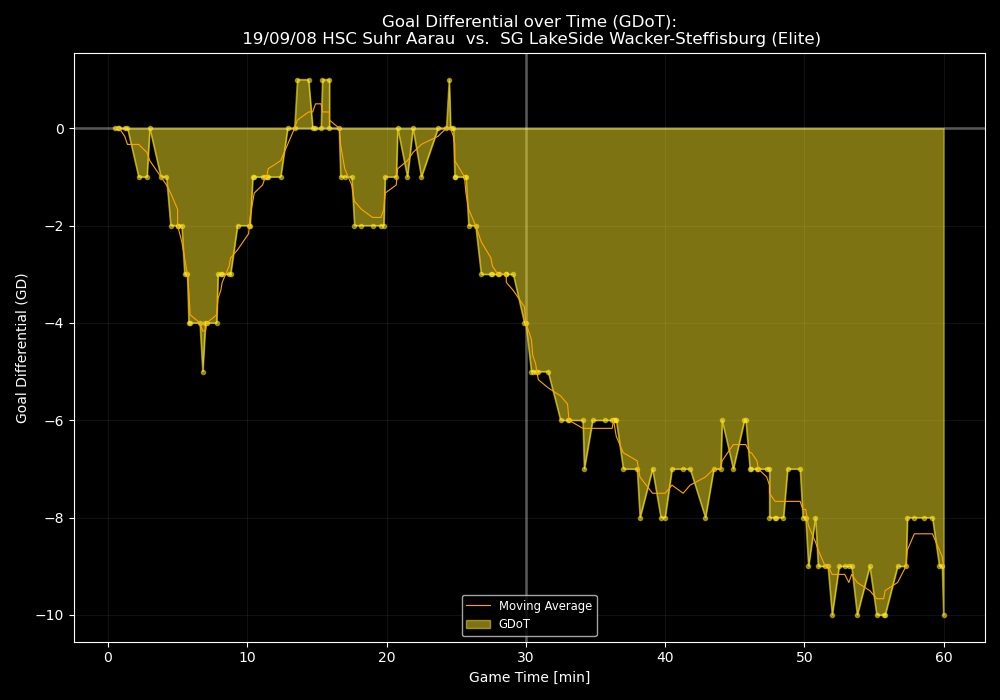 Goal Differential over Time (GDoT):
19/09/08 HSC Suhr Aarau  vs.  SG LakeSide Wacker-Steffisburg (Elite)
Goal Differential (GD)
0
−2
−4
−6
−8
−10
Moving Average
GDoT
0 10 20 30 40 50 60
Game Time [min]